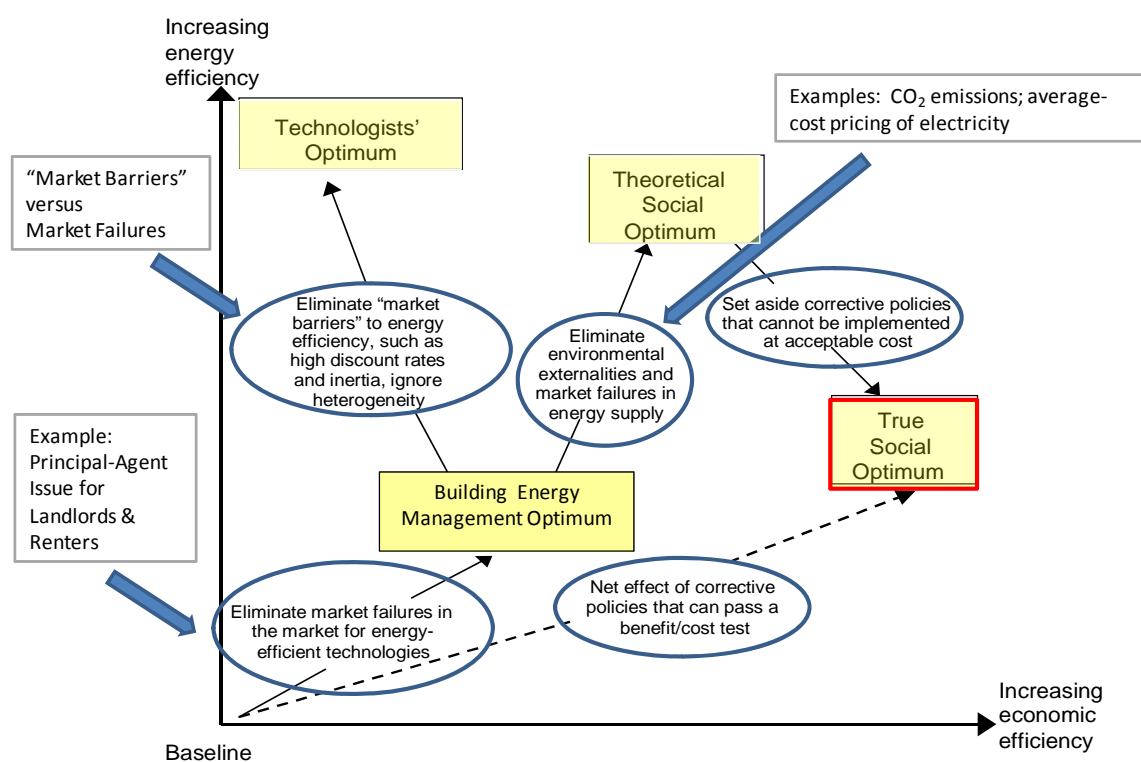 Increasing
energy
efficiency
Examples: CO₂ emissions; average-
cost pricing of electricity
Technologists’
Optimum
“Market Barriers”
versus
Market Failures
Theoretical
Social
Optimum
Eliminate “market
barriers” to energy
efficiency, such as
high discount rates
and inertia, ignore
heterogeneity
Eliminate
environmental
externalities and
market failures in
energy supply
Set aside corrective policies
that cannot be implemented
at acceptable cost
True
Social
Optimum
Example:
Principal-Agent
Issue for
Landlords &
Renters
Building Energy
Management Optimum
Eliminate market failures in
the market for energy-
efficient technologies
Net effect of corrective
policies that can pass a
benefit/cost test
Increasing
economic
efficiency
Baseline